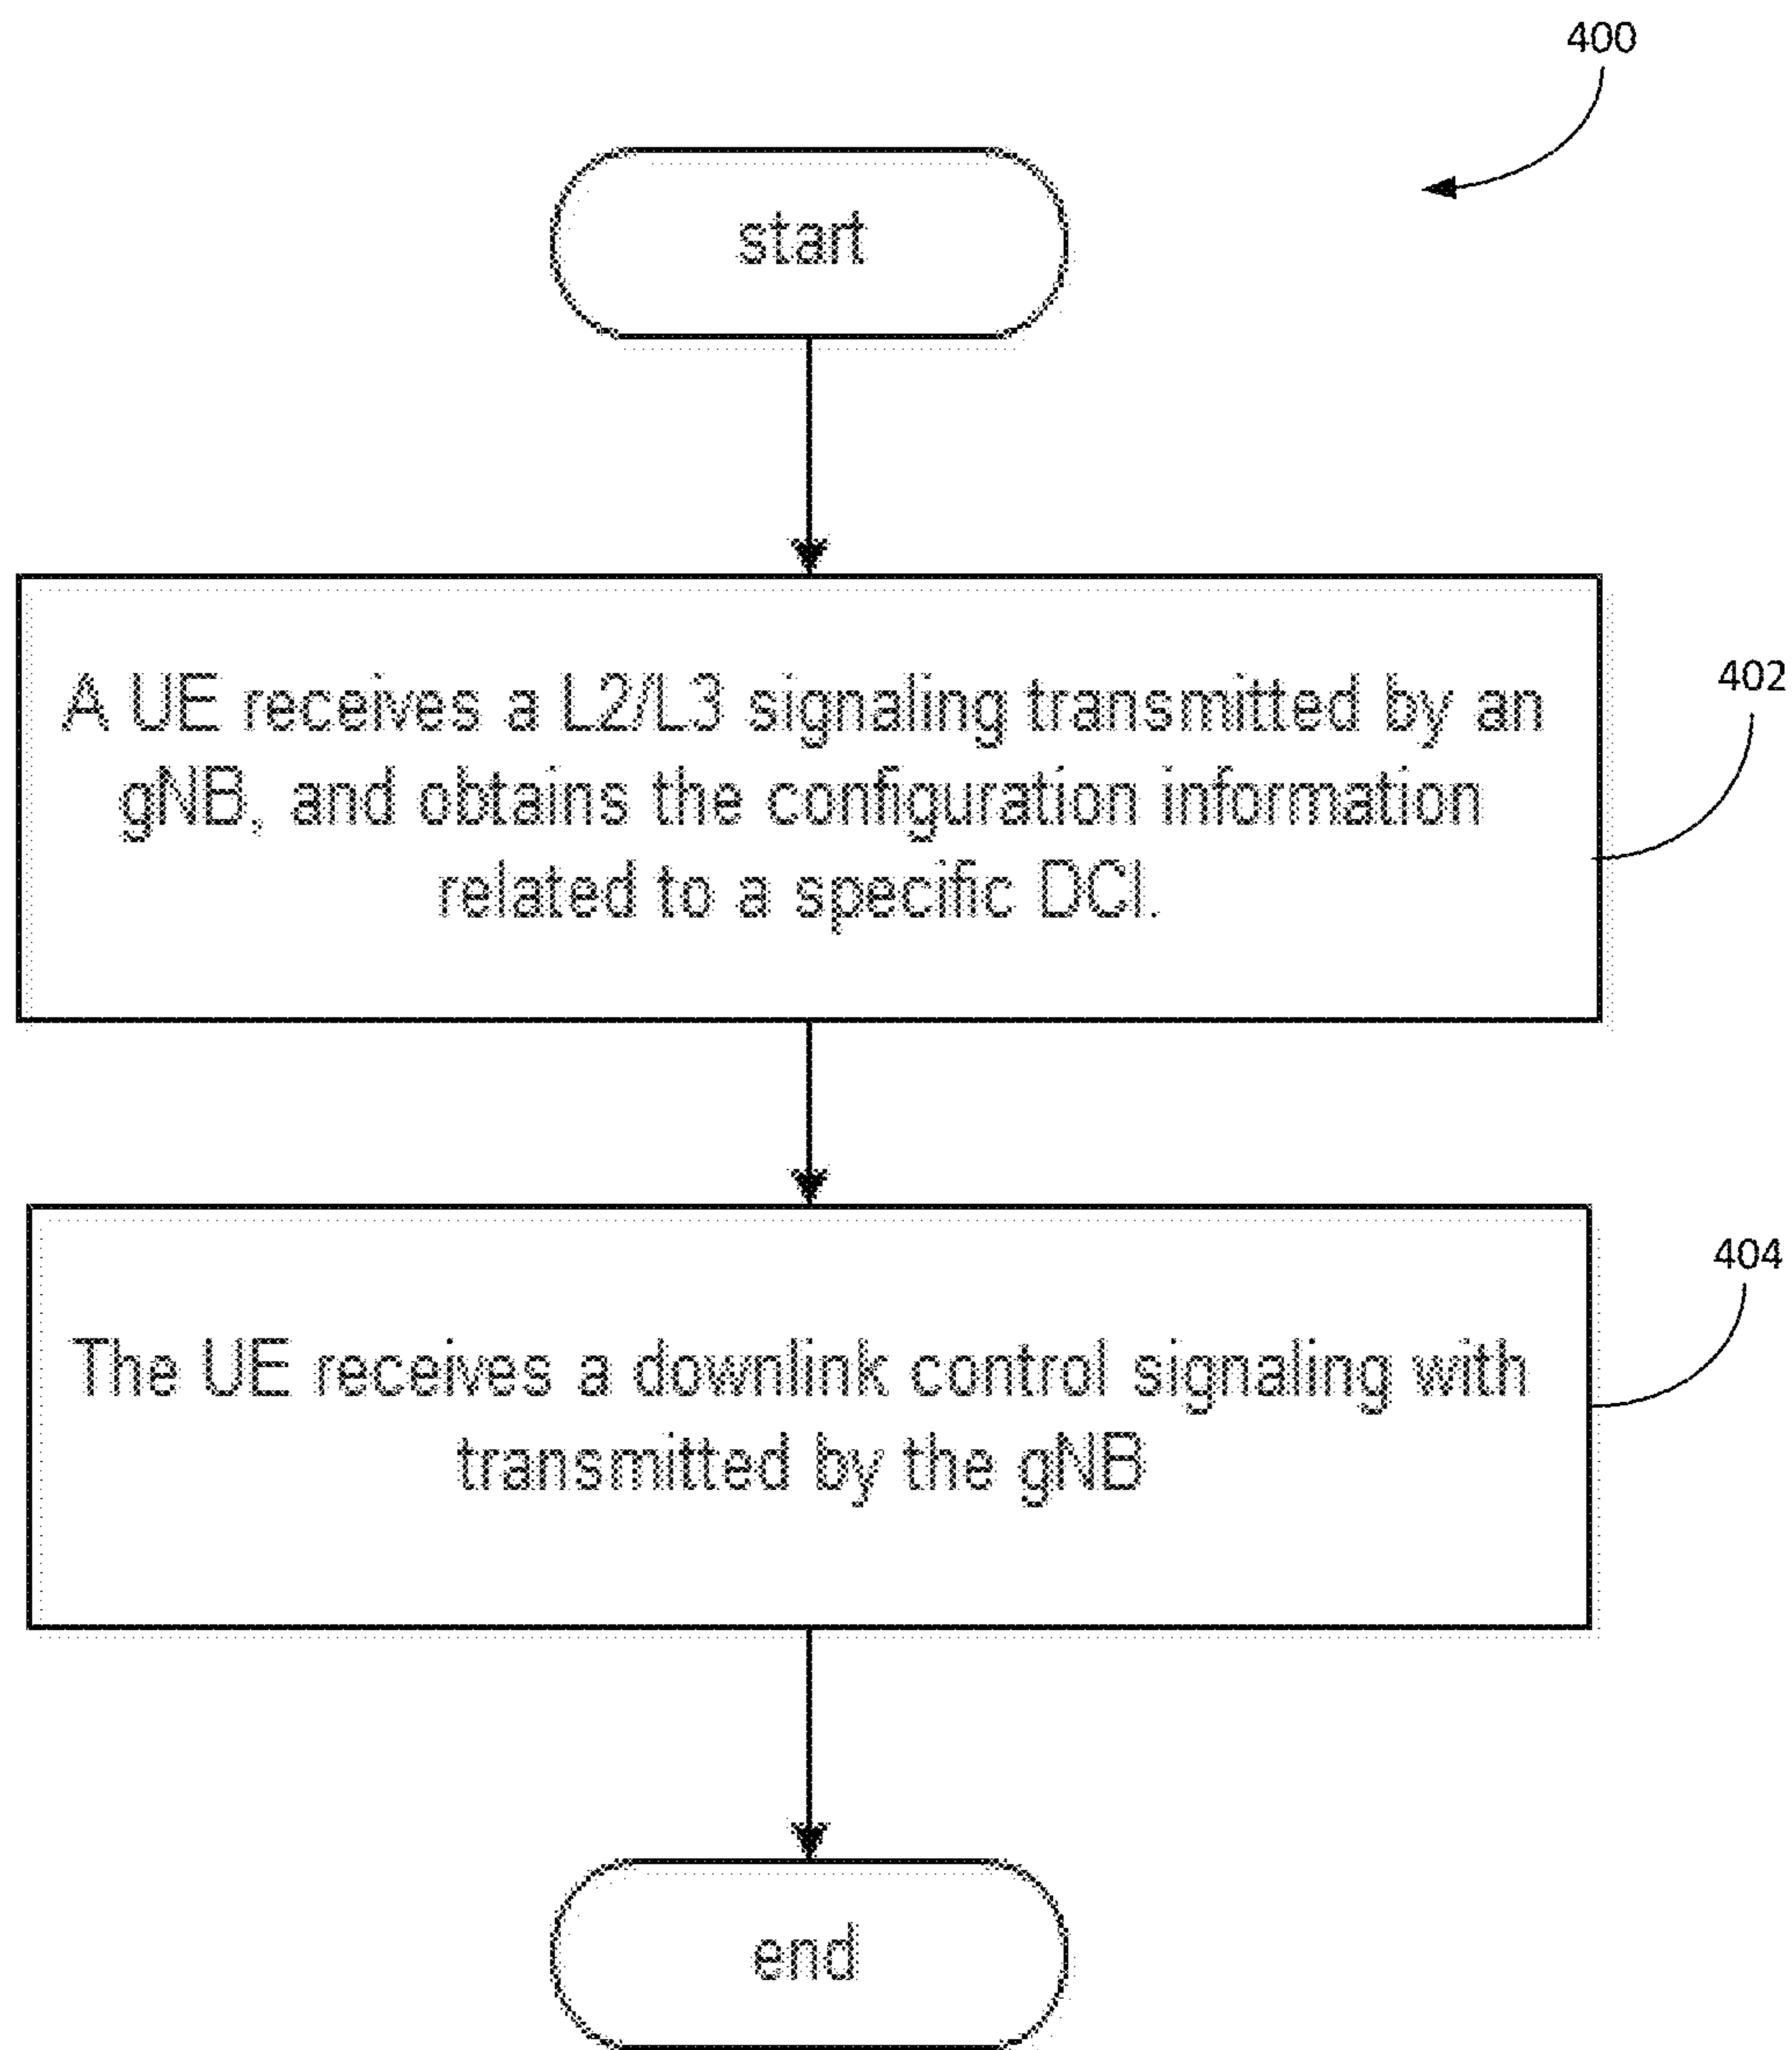 400
start
A UE receives a L2/L3 signaling transmitted by an
gNB, and obtains the configuration information
related to a specific DCI.
402
The UE receives a downlink control signaling with
transmitted by the gNB
404
end